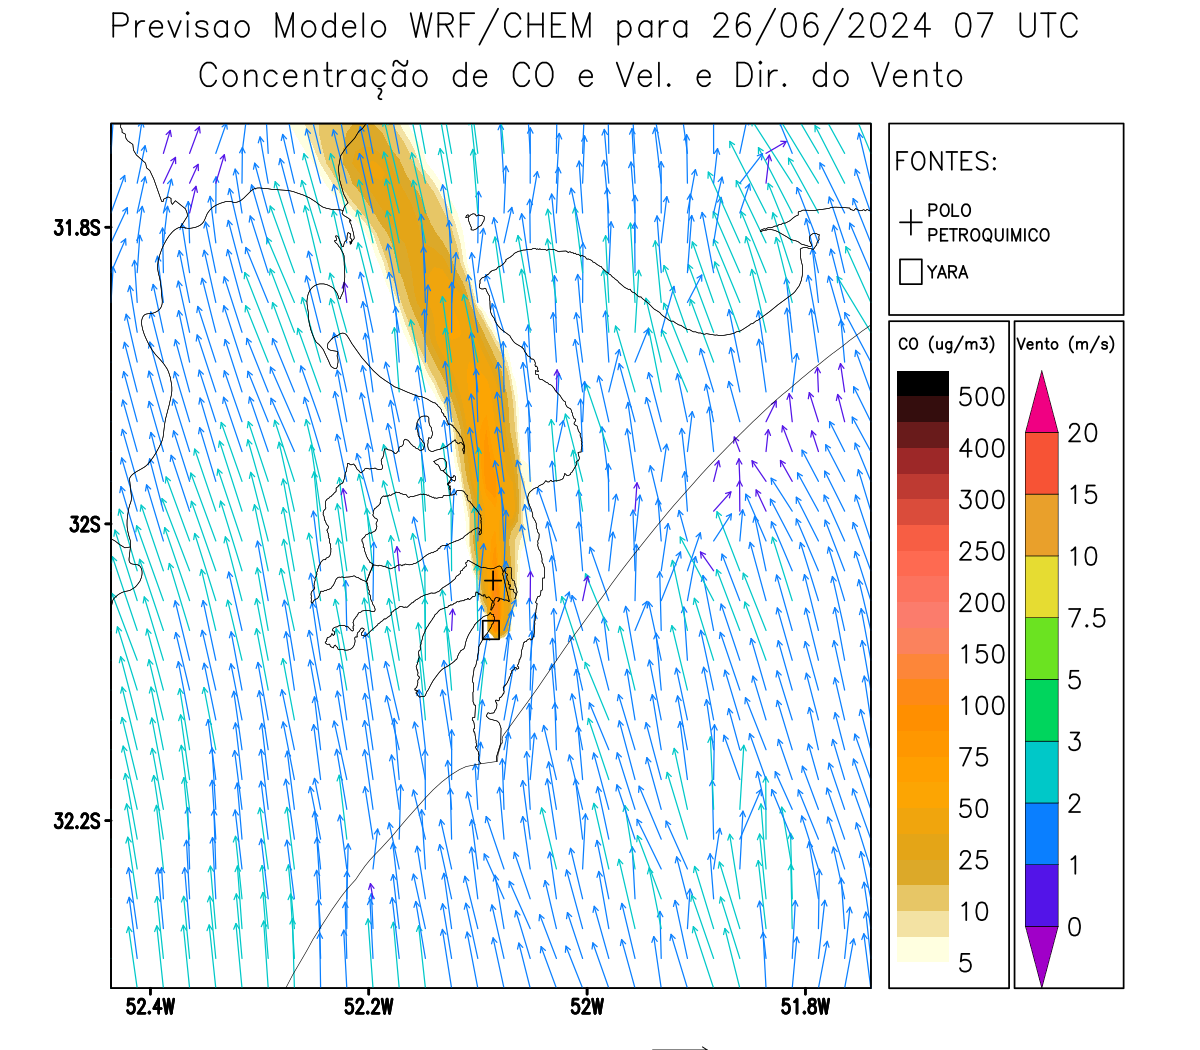 Previsao Modelo WRF/CHEM para 26/06/2024 07 UTC
Concentração de CO e Vel. e Dir. do Vento
FONTES:
POLO
PETROQUIMICO
YARA
CO (ug/m3)
500
400
300
250
200
150
100
75
50
25
10
5
Vento (m/s)
20
15
10
7.5
5
3
2
1
0
31.8S
32S
32.2S
52.4W
52.2W
52W
51.8W